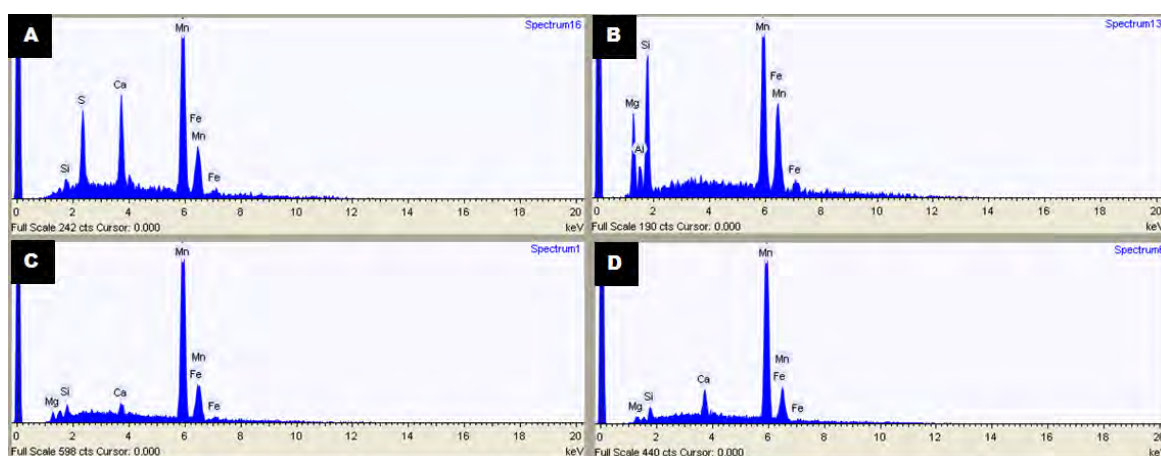 A
Spectrum16
Mn
S
Ca
Fe
Mn
Si
Fe
0 2 4 6 8 10 12 14 16 18 20
Full Scale 242 cts Cursor: 0.000
keV
B
Spectrum13
Mn
Si
Fe
Mg
Mn
Al
Fe
0 2 4 6 8 10 12 14 16 18 20
Full Scale 190 cts Cursor: 0.000
keV
C
Spectrum1
Mn
Mn
Fe
Mg
Si
Ca
Fe
0 2 4 6 8 10 12 14 16 18 20
Full Scale 598 cts Cursor: 0.000
keV
D
Mn
Mn
Ca
Fe
Si
Mg
Fe
0 2 4 6 8 10 12 14 16 18 20
Full Scale 440 cts Cursor: 0.000
keV